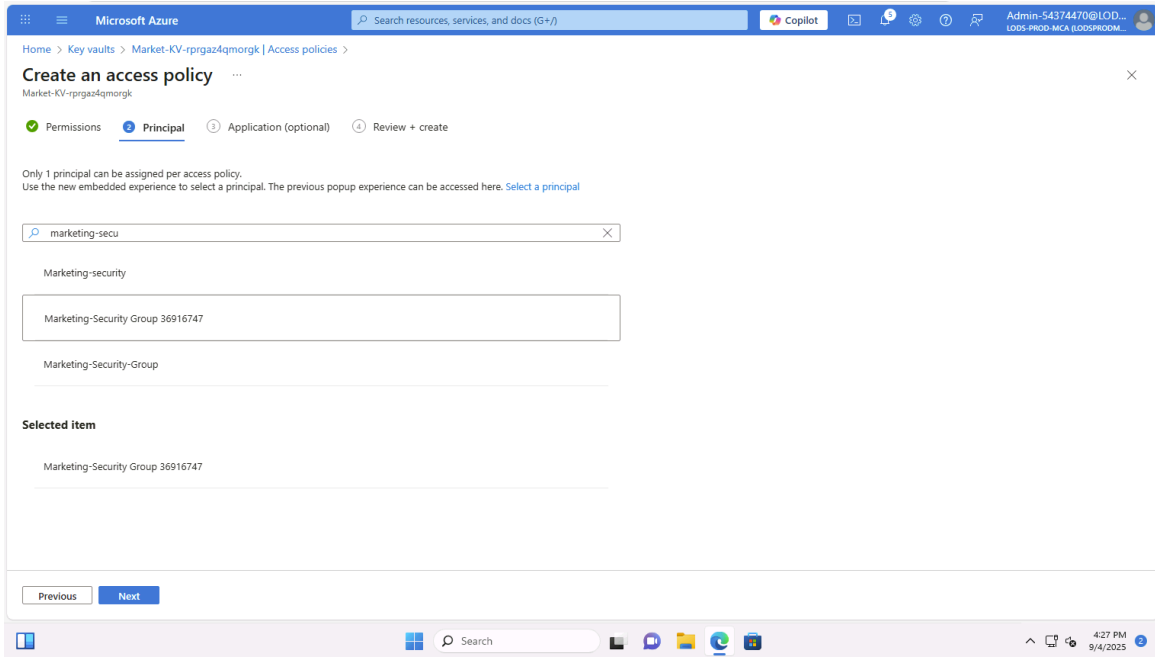 Microsoft Azure
Search resources, services, and docs (G+/)
Copilot
5
Admin-54374470@LOD...
LODS-PROD-MCA (LODSPRODM...
Home > Key vaults > Market-KV-rprgaz4qmorgk | Access policies >
Create an access policy ...
Market-KV-rprgaz4qmorgk
Permissions
2 Principal
3 Application (optional)
4 Review + create
Only 1 principal can be assigned per access policy.
Use the new embedded experience to select a principal. The previous popup experience can be accessed here. Select a principal
marketing-secu
Marketing-security
Marketing-Security Group 36916747
Marketing-Security-Group
Selected item
Marketing-Security Group 36916747
Previous
Next
Search
4:27 PM
9/4/2025
2